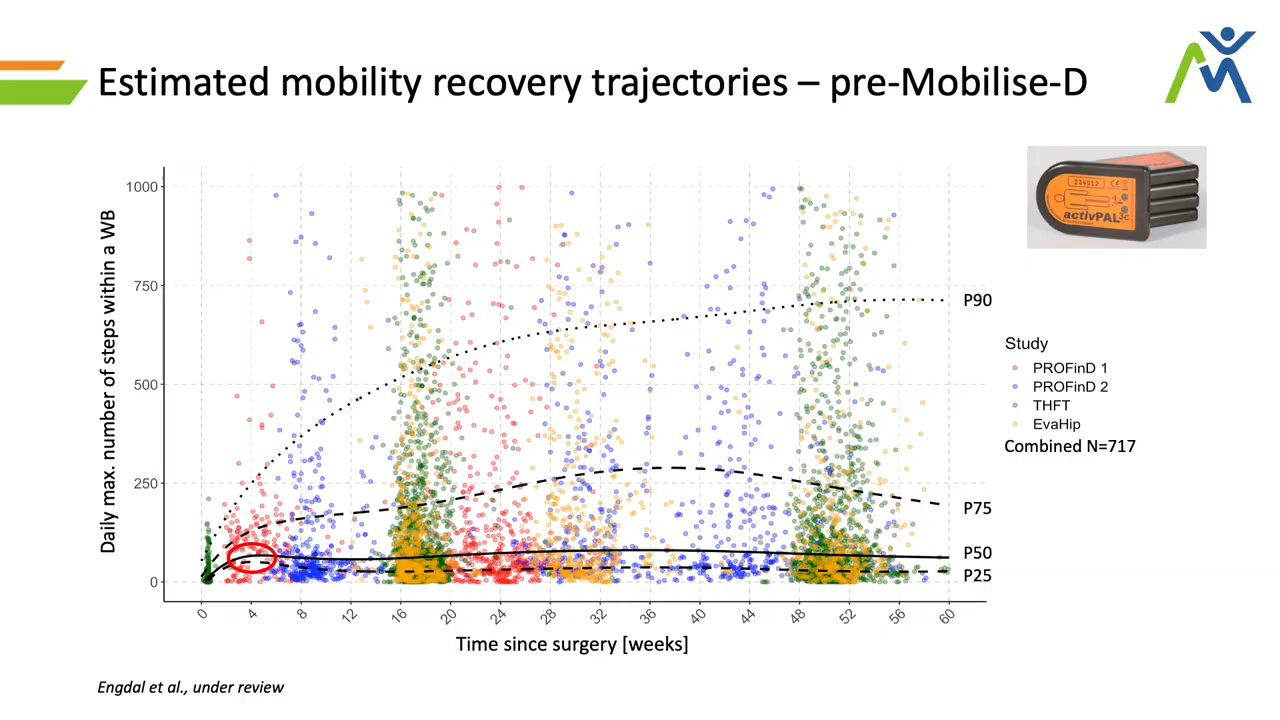 Estimated mobility recovery trajectories – pre-Mobilise-D
234012
CE
activPAL3c
Daily max. number of steps within a WB
1000
750
500
250
0
P90
P75
P50
P25
Study
PROFinD 1
PROFinD 2
THFT
EvaHip
Combined N=717
0 4 8 12 16 20 24 28 32 36 40 44 48 52 56 60
Time since surgery [weeks]
Engdal et al., under review